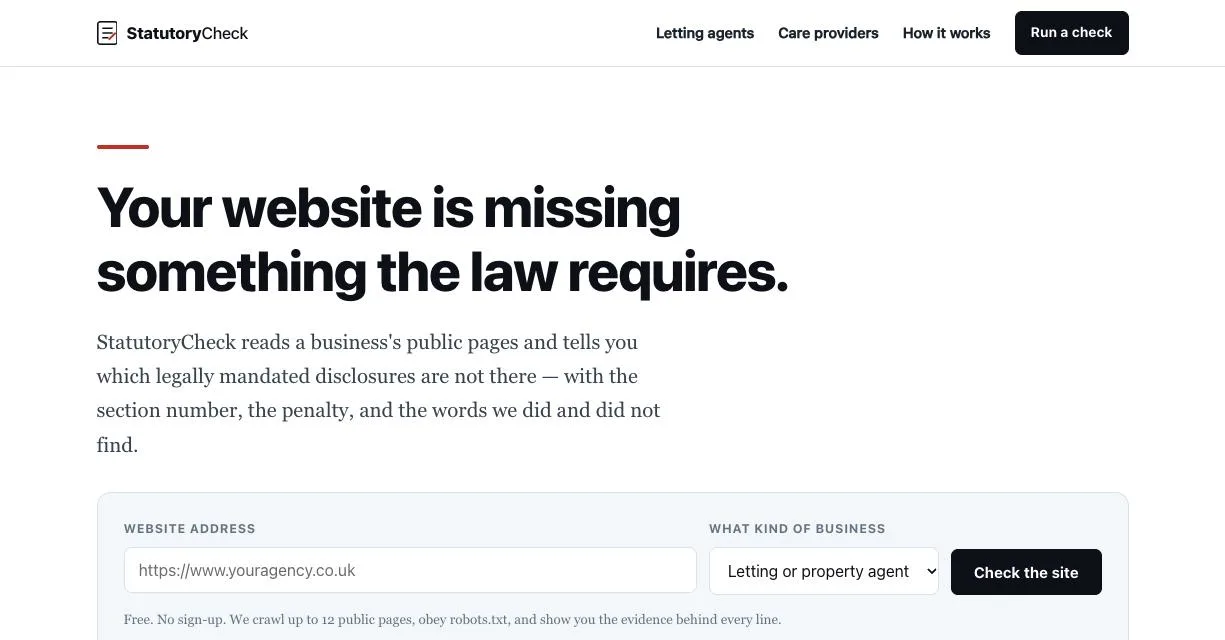 StatutoryCheck
Letting agents
Care providers
How it works
Run a check
Your website is missing
something the law requires.
StatutoryCheck reads a business's public pages and tells you
which legally mandated disclosures are not there — with the
section number, the penalty, and the words we did and did not
find.
WEBSITE ADDRESS
WHAT KIND OF BUSINESS
https://www.youragency.co.uk
Letting or property agent
Check the site
Free. No sign-up. We crawl up to 12 public pages, obey robots.txt, and show you the evidence behind every line.